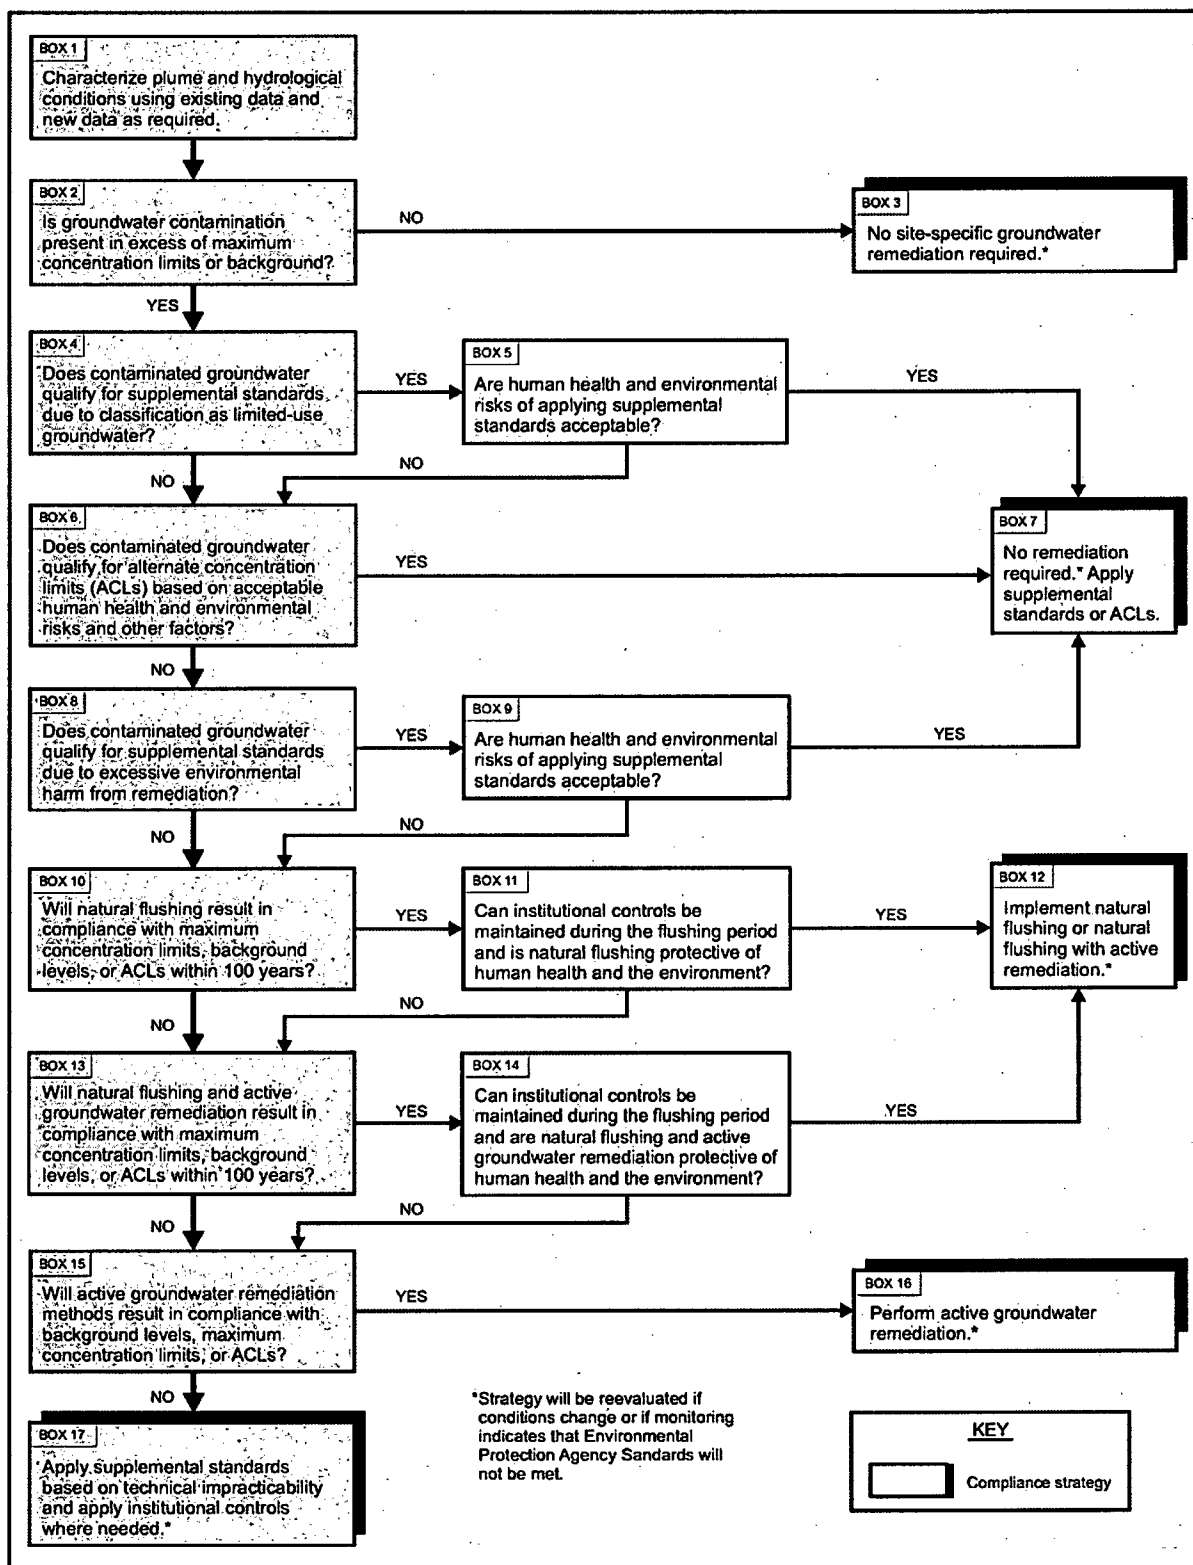 BOX 1
Characterize plume and hydrological
conditions using existing data and
new data as required.
BOX 2
Is groundwater contamination
present in excess of maximum
concentration limits or background?
NO
BOX 3
No site-specific groundwater
remediation required.*
YES
BOX 4
Does contaminated groundwater
qualify for supplemental standards
due to classification as limited-use
groundwater?
YES
BOX 5
Are human health and environmental
risks of applying supplemental
standards acceptable?
YES
NO
NO
BOX 6
Does contaminated groundwater
qualify for alternate concentration
limits (ACLs) based on acceptable
human health and environmental
risks and other factors?
YES
BOX 7
No remediation
required.* Apply
supplemental
standards or ACLs.
NO
BOX 8
Does contaminated groundwater
qualify for supplemental standards
due to excessive environmental
harm from remediation?
YES
BOX 9
Are human health and environmental
risks of applying supplemental
standards acceptable?
YES
NO
NO
BOX 10
Will natural flushing result in
compliance with maximum
concentration limits, background
levels, or ACLs within 100 years?
YES
BOX 11
Can institutional controls be
maintained during the flushing period
and is natural flushing protective of
human health and the environment?
YES
BOX 12
Implement natural
flushing or natural
flushing with active
remediation.*
NO
NO
BOX 13
Will natural flushing and active
groundwater remediation result in
compliance with maximum
concentration limits, background
levels, or ACLs within 100 years?
YES
BOX 14
Can institutional controls be
maintained during the flushing period
and are natural flushing and active
groundwater remediation protective of
human health and the environment?
YES
NO
NO
BOX 15
Will active groundwater remediation
methods result in compliance with
background levels, maximum
concentration limits, or ACLs?
YES
BOX 16
Perform active groundwater
remediation.*
NO
BOX 17
Apply supplemental standards
based on technical impracticability
and apply institutional controls
where needed.*
*Strategy will be reevaluated if
conditions change or if monitoring
indicates that Environmental
Protection Agency Sandards will
not be met.
KEY
Compliance strategy